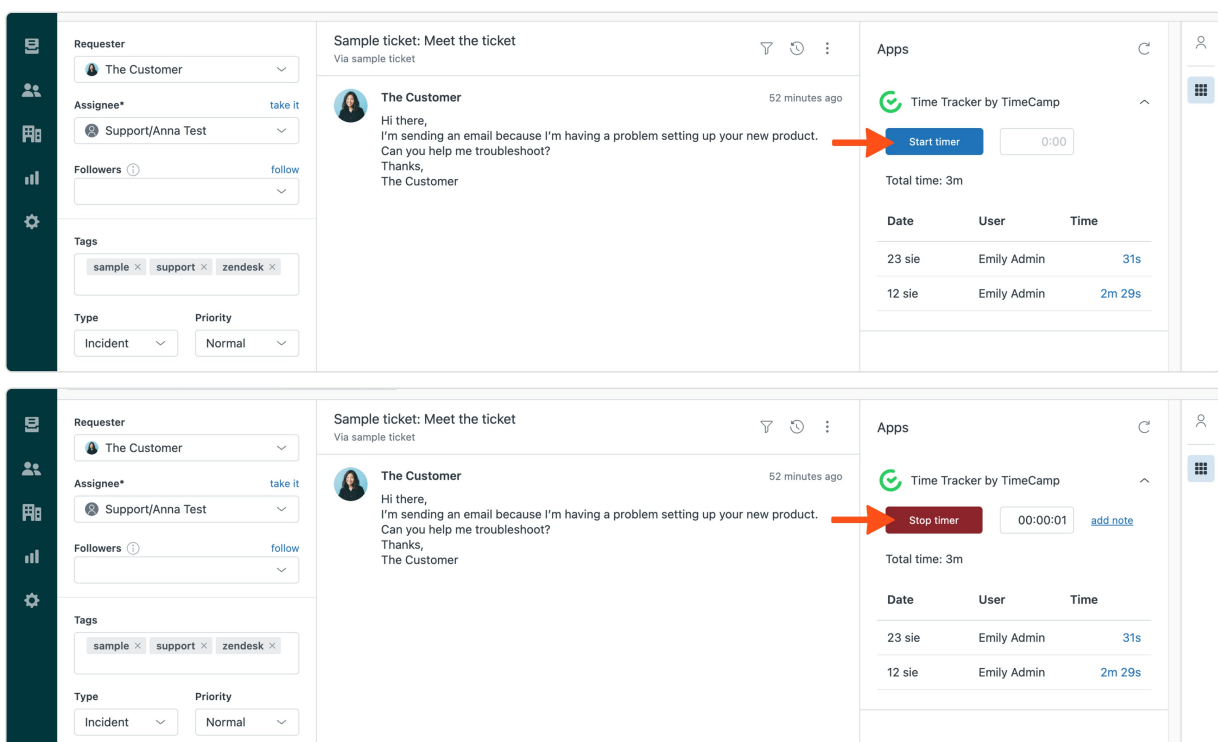 Requester
The Customer
Assignee* take it
Support/Anna Test
Followers follow
Tags
sample × support × zendesk ×
Type Priority
Incident Normal
Sample ticket: Meet the ticket
Via sample ticket
The Customer 52 minutes ago
Hi there,
I'm sending an email because I'm having a problem setting up your new product.
Can you help me troubleshoot?
Thanks,
The Customer
Apps
Time Tracker by TimeCamp
Start timer 0:00
Total time: 3m
Date User Time
23 sie Emily Admin 31s
12 sie Emily Admin 2m 29s
Requester
The Customer
Assignee* take it
Support/Anna Test
Followers follow
Tags
sample × support × zendesk ×
Type Priority
Incident Normal
Sample ticket: Meet the ticket
Via sample ticket
The Customer 52 minutes ago
Hi there,
I'm sending an email because I'm having a problem setting up your new product.
Can you help me troubleshoot?
Thanks,
The Customer
Apps
Time Tracker by TimeCamp
Stop timer 00:00:01 add note
Total time: 3m
Date User Time
23 sie Emily Admin 31s
12 sie Emily Admin 2m 29s